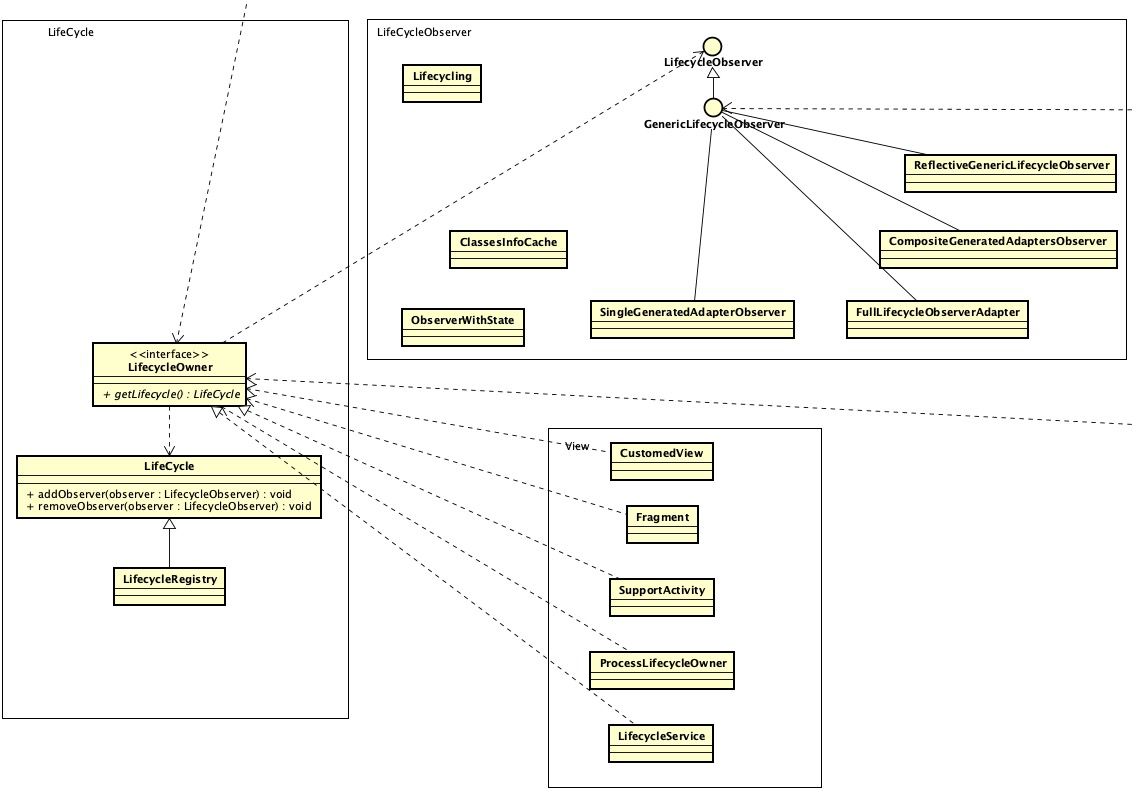 LifeCycle
<<interface>>
LifecycleOwner
+ getLifecycle() : LifeCycle
LifeCycle
+ addObserver(observer : LifecycleObserver) : void
+ removeObserver(observer : LifecycleObserver) : void
LifecycleRegistry
LifeCycleObserver
LifecycleObserver
Lifecycling
GenericLifecycleObserver
ReflectiveGenericLifecycleObserver
ClassesInfoCache
CompositeGeneratedAdaptersObserver
ObserverWithState
SingleGeneratedAdapterObserver
FullLifecycleObserverAdapter
View
CustomedView
Fragment
SupportActivity
ProcessLifecycleOwner
LifecycleService